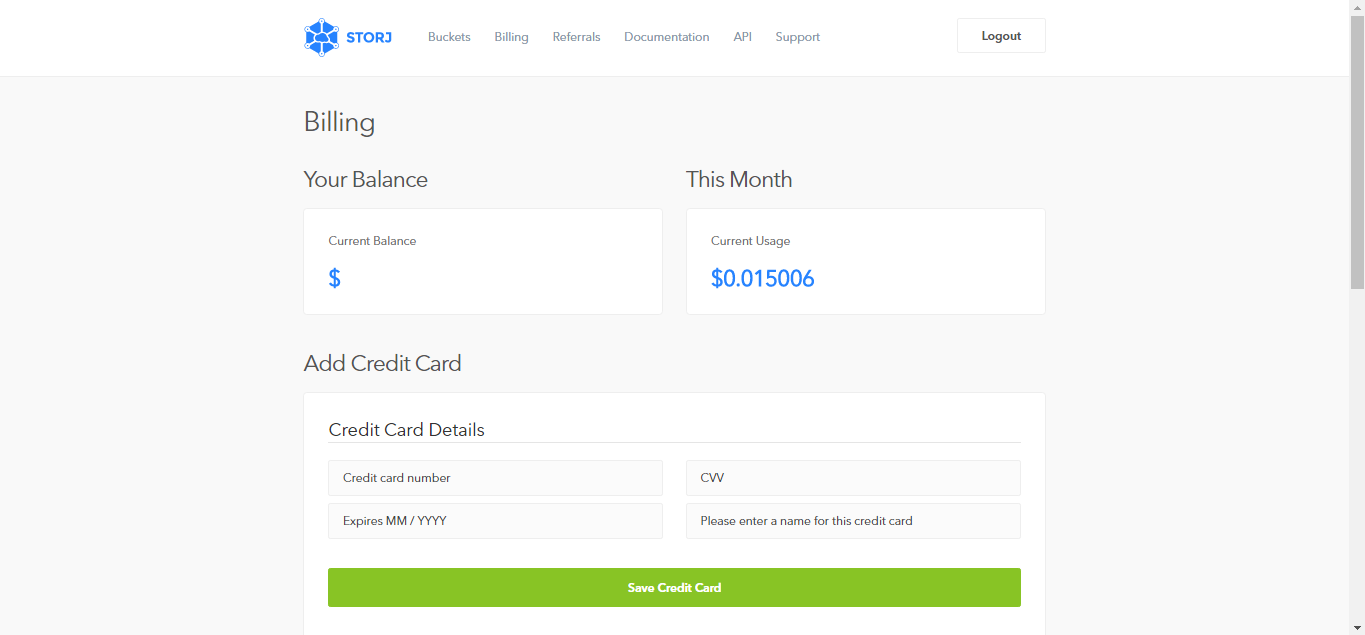 STORJ Buckets Billing Referrals Documentation API Support Logout
Billing
Your Balance
This Month
Current Balance
$
Current Usage
$0.015006
Add Credit Card
Credit Card Details
Credit card number
CVV
Expires MM / YYYY
Please enter a name for this credit card
Save Credit Card